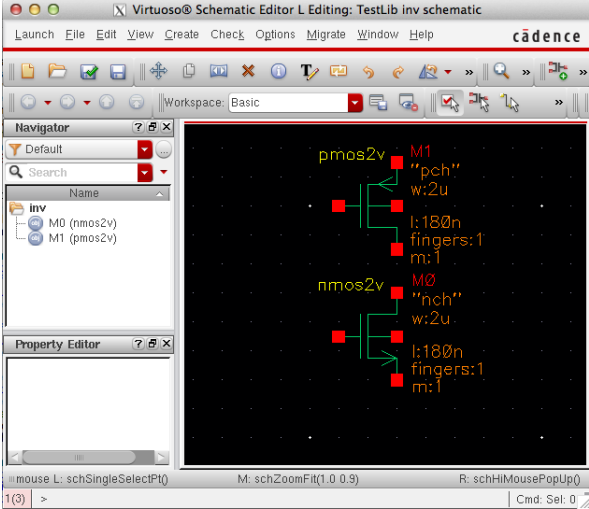 Virtuoso® Schematic Editor L Editing: TestLib inv schematic
Launch File Edit View Create Check Options Migrate Window Help cādence
Workspace: Basic
Navigator
Default
Search
Name
inv
M0 (nmos2v)
M1 (pmos2v)
Property Editor
pmos2v M1
"pch"
w:2u
l:180n
fingers:1
m:1
nmos2v M0
"nch"
w:2u
l:180n
fingers:1
m:1
mouse L: schSingleSelectPt() M: schZoomFit(1.0 0.9) R: schHiMousePopUp()
1(3) > Cmd: Sel: 0